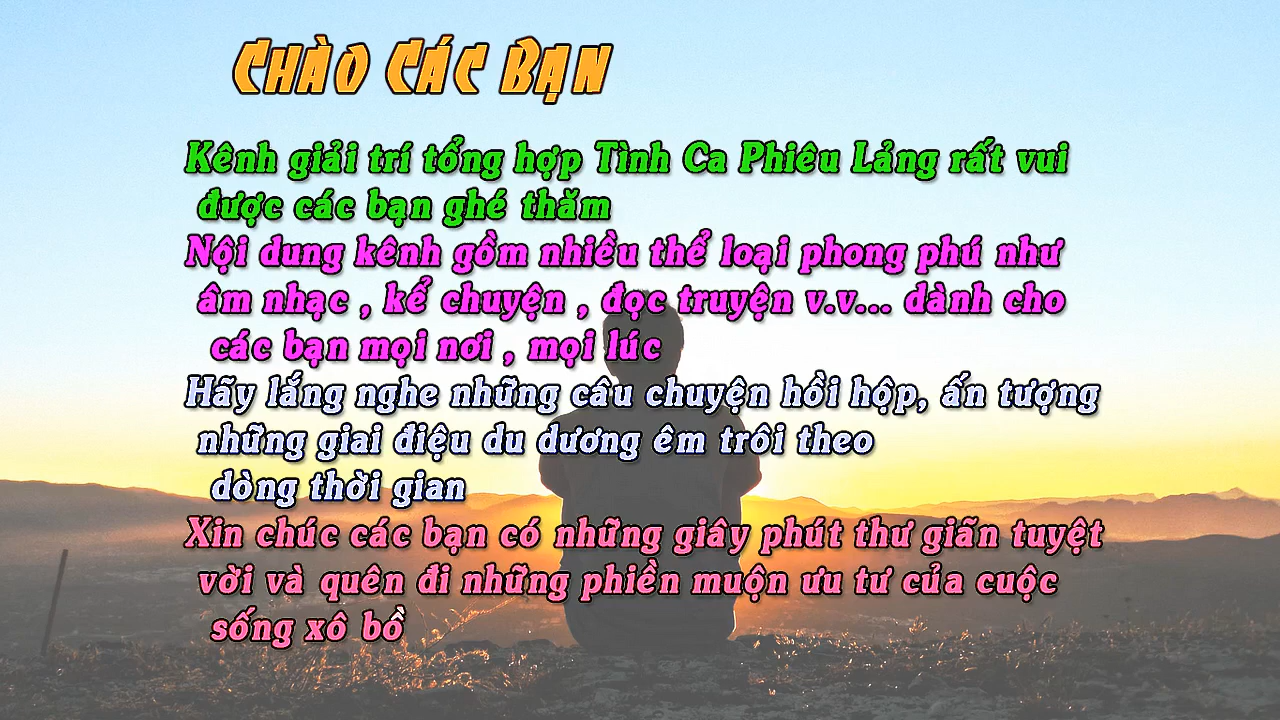 Chào Các Bạn
Kênh giải trí tổng hợp Tình Ca Phiêu Lảng rất vui
được các bạn ghé thăm
Nội dung kênh gồm nhiều thể loại phong phú như
âm nhạc , kể chuyện , đọc truyện v.v... dành cho
các bạn mọi nơi , mọi lúc
Hãy lắng nghe những câu chuyện hồi hộp, ấn tượng
những giai điệu du dương êm trôi theo
dòng thời gian
Xin chúc các bạn có những giây phút thư giãn tuyệt
vời và quên đi những phiền muộn ưu tư của cuộc
sống xô bồ